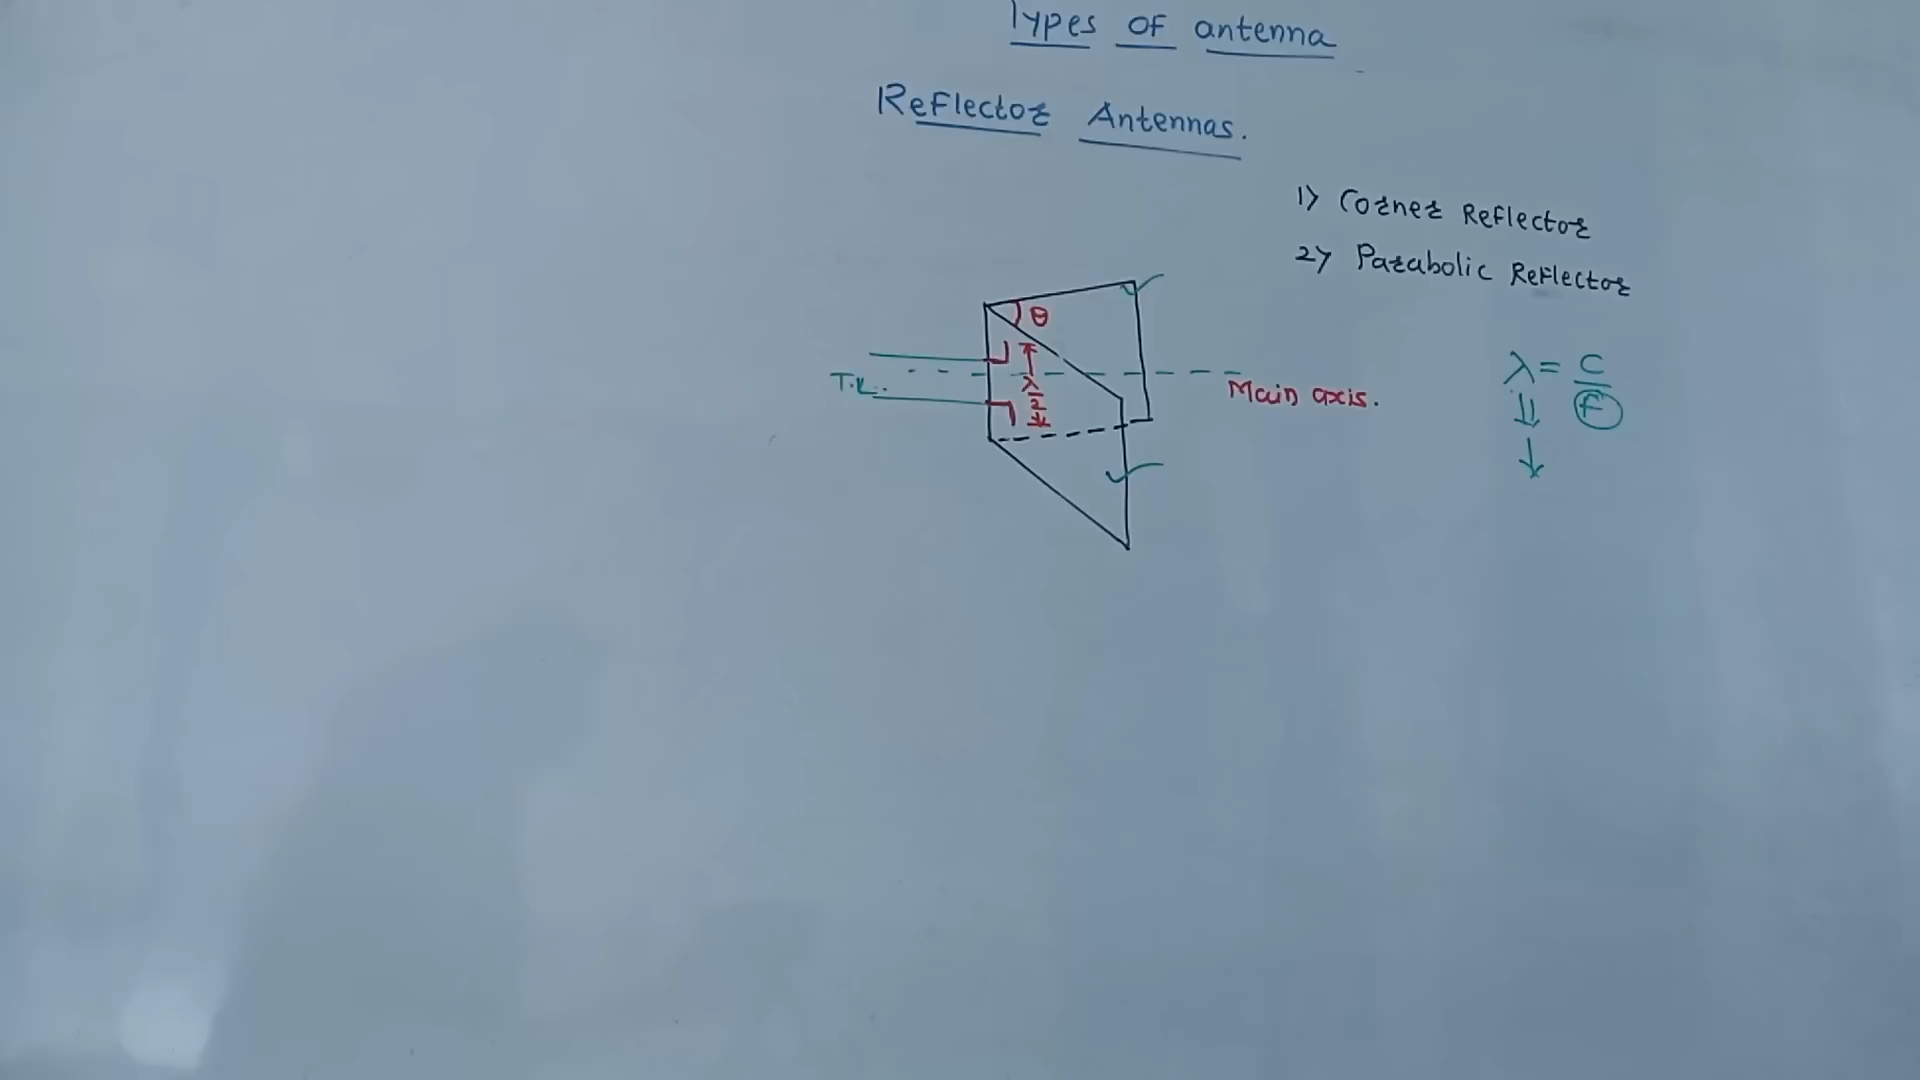 Types OF antenna
Reflector Antennas.
1) Corner Reflector
2) Parabolic Reflector
θ
λ/2
T.L.
Main axis.
λ = C/F